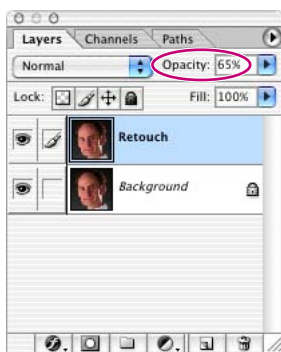 Layers Channels Paths
Normal Opacity: 65%
Lock: Fill: 100%
Retouch
Background